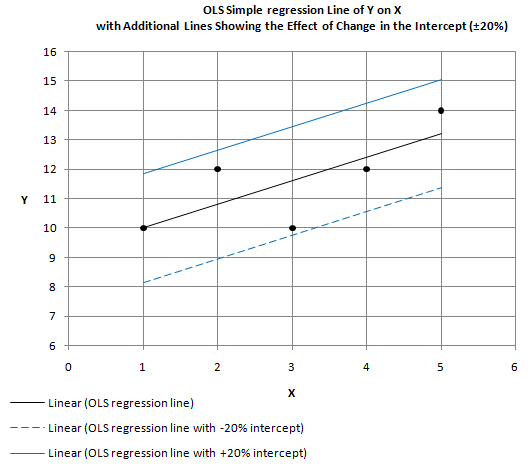 OLS Simple regression Line of Y on X
with Additional Lines Showing the Effect of Change in the Intercept (±20%)
16
15
14
13
12
11
10
9
8
7
6
Y
0 1 2 3 4 5 6
X
Linear (OLS regression line)
Linear (OLS regression line with -20% intercept)
Linear (OLS regression line with +20% intercept)